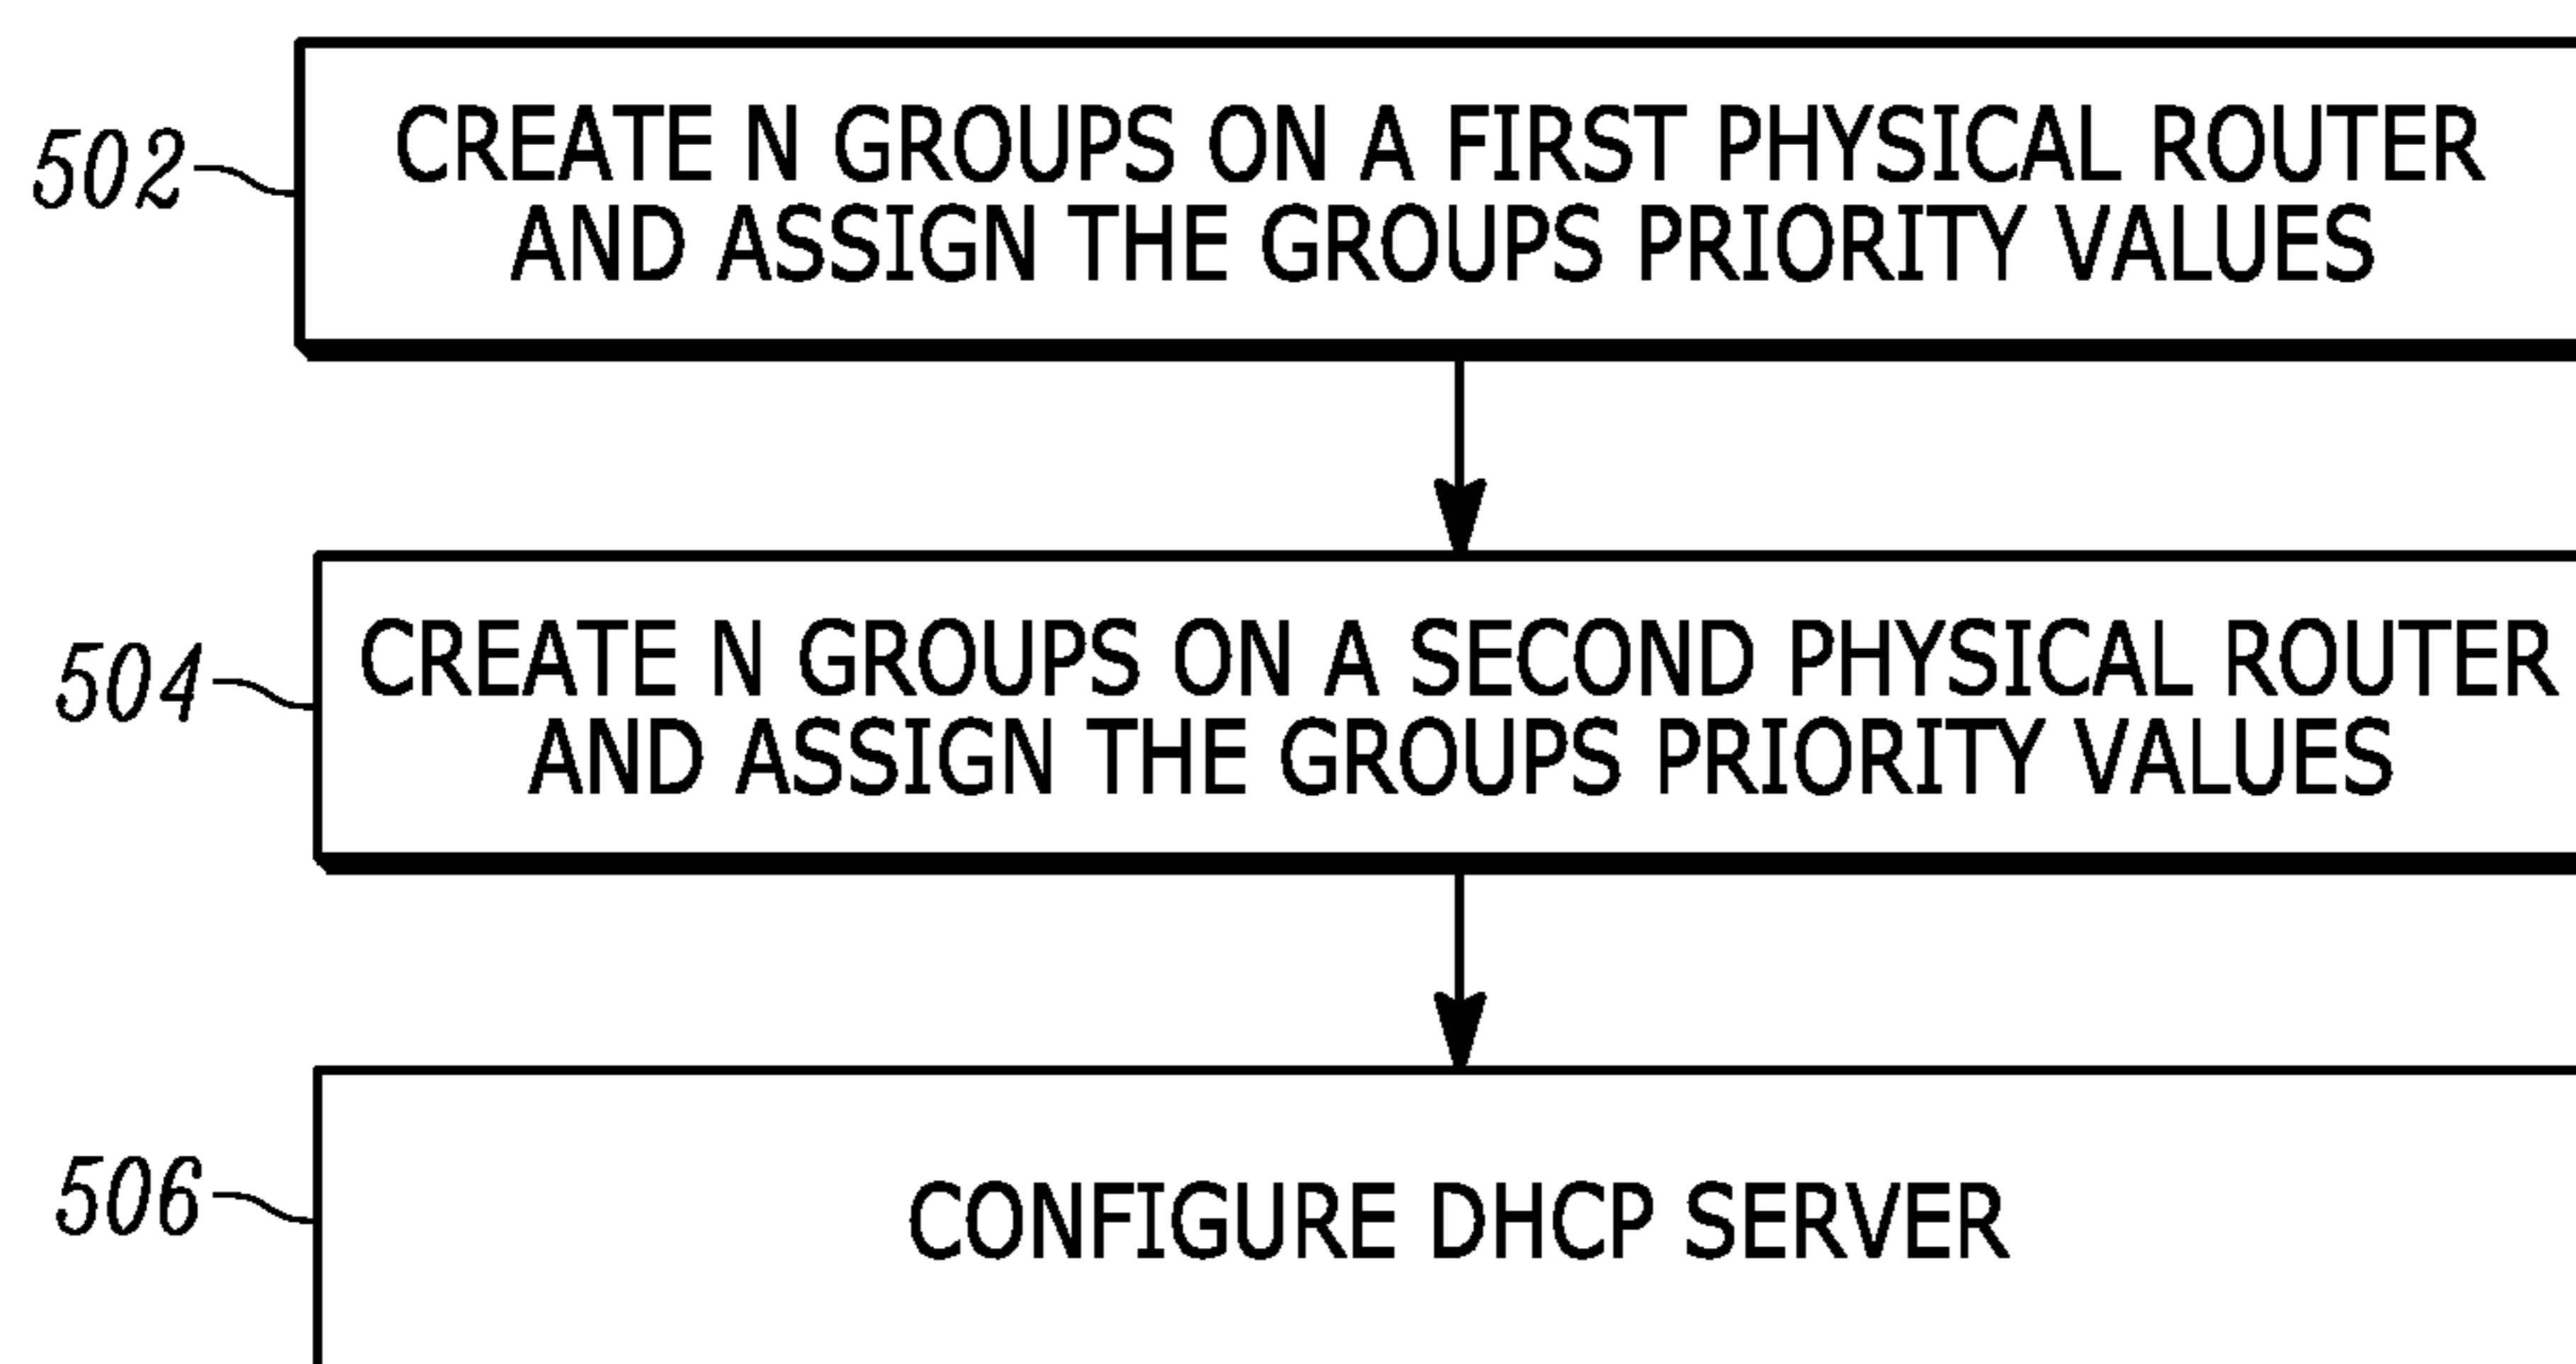 502
CREATE N GROUPS ON A FIRST PHYSICAL ROUTER
AND ASSIGN THE GROUPS PRIORITY VALUES
504
CREATE N GROUPS ON A SECOND PHYSICAL ROUTER
AND ASSIGN THE GROUPS PRIORITY VALUES
506
CONFIGURE DHCP SERVER